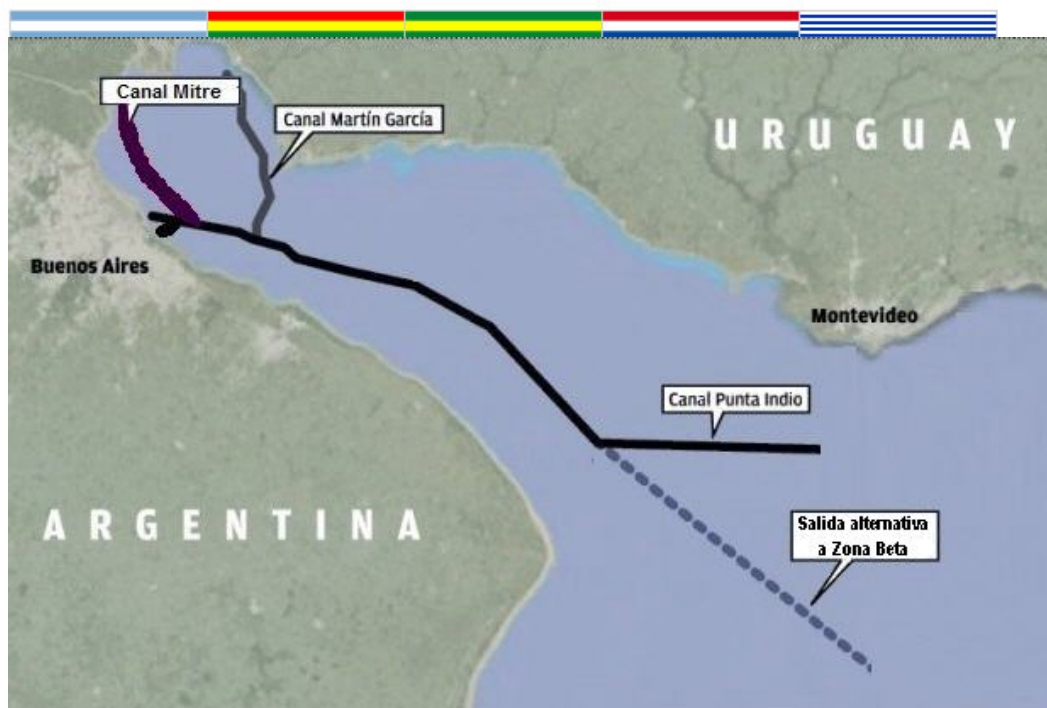 Canal Mitre
Canal Martín García
URUGUAY
Buenos Aires
Montevideo
Canal Punta Indio
ARGENTINA
Salida alternativa
a Zona Beta